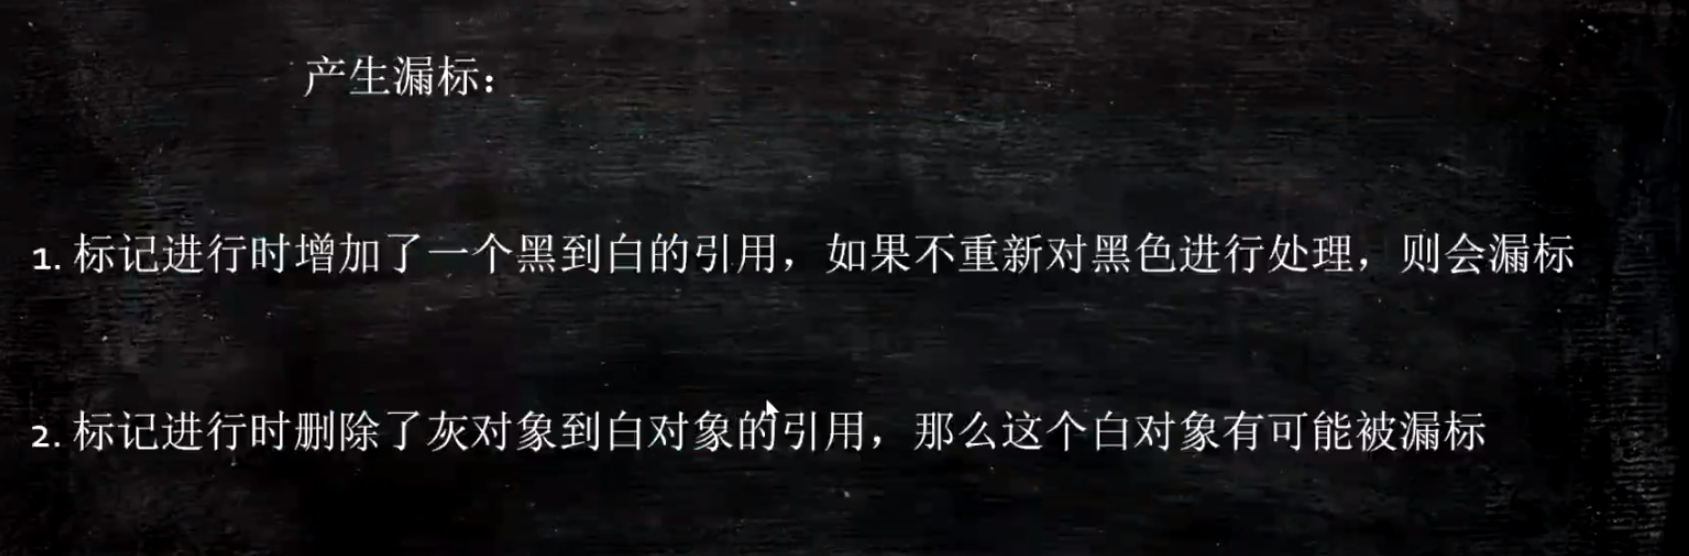 产生漏标：
1. 标记进行时增加了一个黑到白的引用，如果不重新对黑色进行处理，则会漏标
2. 标记进行时删除了灰对象到白对象的引用，那么这个白对象有可能被漏标